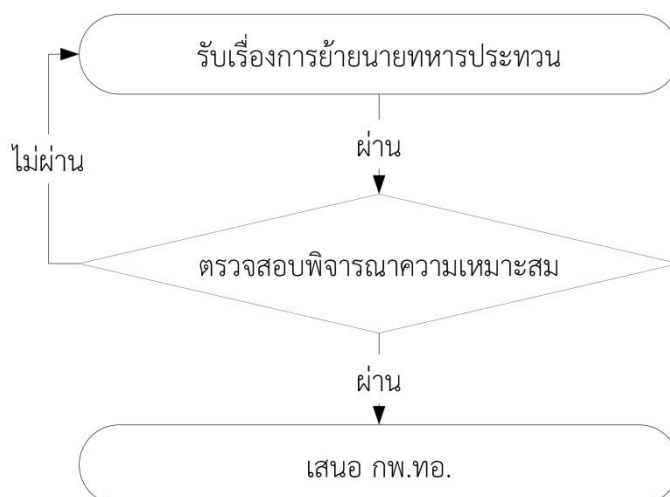 รับเรื่องการย้ายนายทหารประทวน
ผ่าน
ไม่ผ่าน
ตรวจสอบพิจารณาความเหมาะสม
ผ่าน
เสนอ กพ.ทอ.